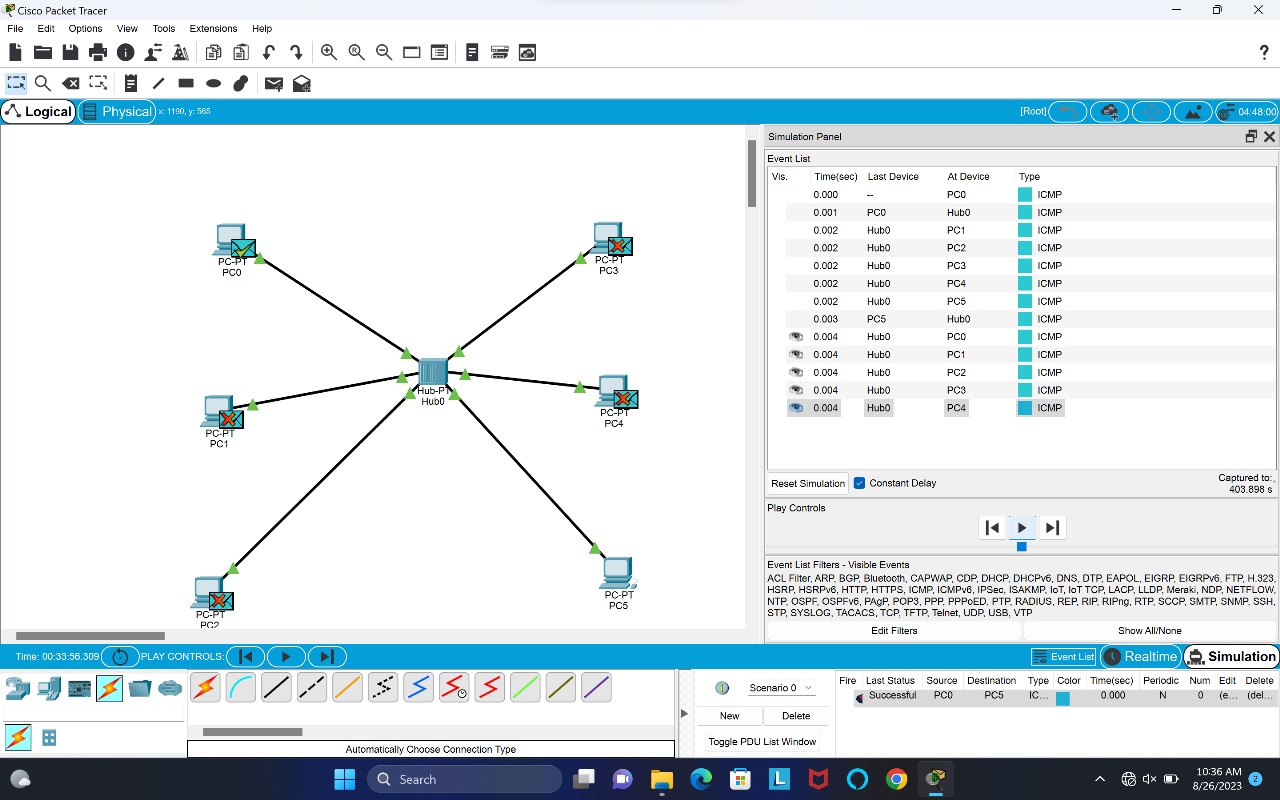 Cisco Packet Tracer
File Edit Options View Tools Extensions Help
?
Logical Physical x: 1190, y: 565 [Root] 04:48:00
Simulation Panel
Event List
Vis. Time(sec) Last Device At Device Type
0.000 -- PC0 ICMP
0.001 PC0 Hub0 ICMP
0.002 Hub0 PC1 ICMP
0.002 Hub0 PC2 ICMP
0.002 Hub0 PC3 ICMP
0.002 Hub0 PC4 ICMP
0.002 Hub0 PC5 ICMP
0.003 PC5 Hub0 ICMP
0.004 Hub0 PC0 ICMP
0.004 Hub0 PC1 ICMP
0.004 Hub0 PC2 ICMP
0.004 Hub0 PC3 ICMP
0.004 Hub0 PC4 ICMP
PC-PT
PC0
PC-PT
PC3
Hub-PT
Hub0
PC-PT
PC4
PC-PT
PC1
PC-PT
PC5
PC-PT
PC2
Reset Simulation Constant Delay Captured to:
403.898 s
Play Controls
Event List Filters - Visible Events
ACL Filter, ARP, BGP, Bluetooth, CAPWAP, CDP, DHCP, DHCPv6, DNS, DTP, EAPOL, EIGRP, EIGRPv6, FTP, H.323,
HSRP, HSRPv6, HTTP, HTTPS, ICMP, ICMPv6, IPSec, ISAKMP, IoT, IoT TCP, LACP, LLDP, Meraki, NDP, NETFLOW,
NTP, OSPF, OSPFv6, PAgP, POP3, PPP, PPPoED, PTP, RADIUS, REP, RIP, RIPng, RTP, SCCP, SMTP, SNMP, SSH,
STP, SYSLOG, TACACS, TCP, TFTP, Telnet, UDP, USB, VTP
Edit Filters Show All/None
Time: 00:33:56.309 PLAY CONTROLS: Event List Realtime Simulation
Scenario 0
New Delete
Toggle PDU List Window
Fire Last Status Source Destination Type Color Time(sec) Periodic Num Edit Delete
Successful PC0 PC5 IC... 0.000 N 0 (e... (del...
Automatically Choose Connection Type
Search
L
10:36 AM
8/26/2023
2